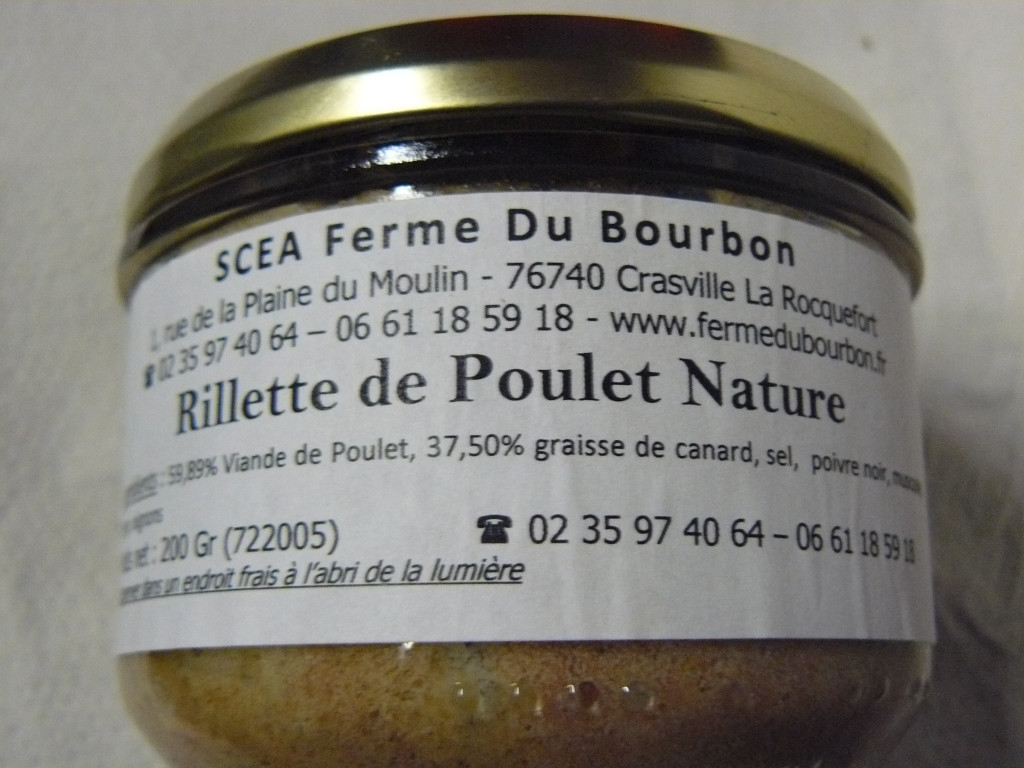 SCEA Ferme Du Bourbon
1, rue de la Plaine du Moulin - 76740 Crasville La Rocquefort
☎ 02 35 97 40 64 – 06 61 18 59 18 - www.fermedubourbon.fr
Rillette de Poulet Nature
: 59,89% Viande de Poulet, 37,50% graisse de canard, sel, poivre noir,
net : 200 Gr (722005) ☎ 02 35 97 40 64 – 06 61 18 59 18
dans un endroit frais à l'abri de la lumière